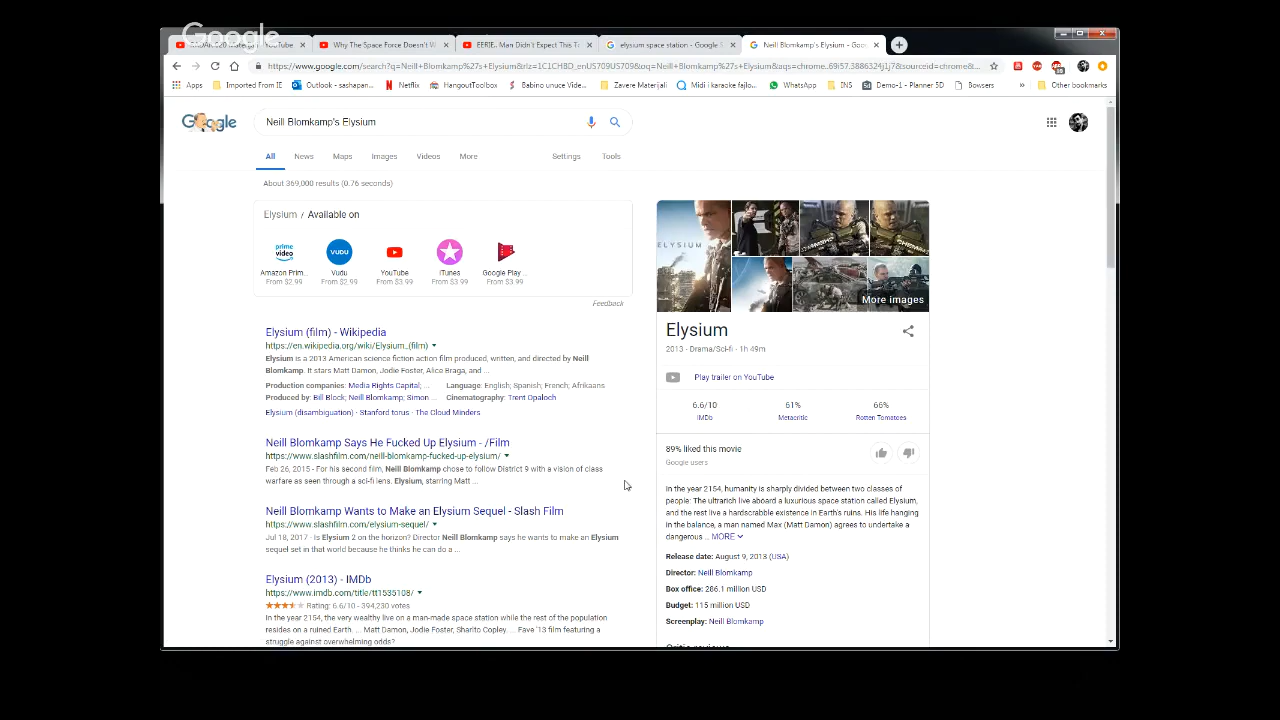 Google
YouTube
Why The Space Force Doesn't W
EERIE. Man Didn't Expect This T
elysium space station - Google
Neill Blomkamp's Elysium - Goo
Apps
Imported From IE
Outlook - sashapan...
Netflix
HangoutToolbox
Babino unuce Vide...
Zavere Materijali
Midi i karaoke fajlo...
WhatsApp
INS
Demo-1 - Planner 5D
Bowsers
»
Other bookmarks
Google
Neill Blomkamp's Elysium
All
News
Maps
Images
Videos
More
Settings
Tools
About 369,000 results (0.76 seconds)
Elysium / Available on
prime video
VUDU
Amazon Prim...
Vudu
YouTube
iTunes
Google Play ...
From $2.99
From $2.99
From $3.99
From $3.99
From $3.99
Feedback
Elysium (film) - Wikipedia
https://en.wikipedia.org/wiki/Elysium_(film)
Elysium is a 2013 American science fiction action film produced, written, and directed by Neill
Blomkamp. It stars Matt Damon, Jodie Foster, Alice Braga, and ...
Production companies: Media Rights Capital; ...
Language: English; Spanish; French; Afrikaans
Produced by: Bill Block; Neill Blomkamp; Simon ...
Cinematography: Trent Opaloch
Elysium (disambiguation) · Stanford torus · The Cloud Minders
Neill Blomkamp Says He Fucked Up Elysium - /Film
https://www.slashfilm.com/neill-blomkamp-fucked-up-elysium/
Feb 26, 2015 - For his second film, Neill Blomkamp chose to follow District 9 with a vision of class
warfare as seen through a sci-fi lens. Elysium, starring Matt ...
Neill Blomkamp Wants to Make an Elysium Sequel - Slash Film
https://www.slashfilm.com/elysium-sequel/
Jul 18, 2017 - Is Elysium 2 on the horizon? Director Neill Blomkamp says he wants to make an Elysium
sequel set in that world because he thinks he can do a ...
Elysium (2013) - IMDb
https://www.imdb.com/title/tt1535108/
Rating: 6.6/10 - 394,230 votes
In the year 2154, the very wealthy live on a man-made space station while the rest of the population
resides on a ruined Earth. ... Matt Damon, Jodie Foster, Sharlto Copley. ... Fave '13 film featuring a
struggle against overwhelming odds?
ELYSIUM
More images
Elysium
2013 · Drama/Sci-fi · 1h 49m
Play trailer on YouTube
6.6/10
61%
66%
IMDb
Metacritic
Rotten Tomatoes
89% liked this movie
Google users
In the year 2154, humanity is sharply divided between two classes of
people: The ultrarich live aboard a luxurious space station called Elysium,
and the rest live a hardscrabble existence in Earth's ruins. His life hanging
in the balance, a man named Max (Matt Damon) agrees to undertake a
dangerous ... MORE
Release date: August 9, 2013 (USA)
Director: Neill Blomkamp
Box office: 286.1 million USD
Budget: 115 million USD
Screenplay: Neill Blomkamp
Critic reviews